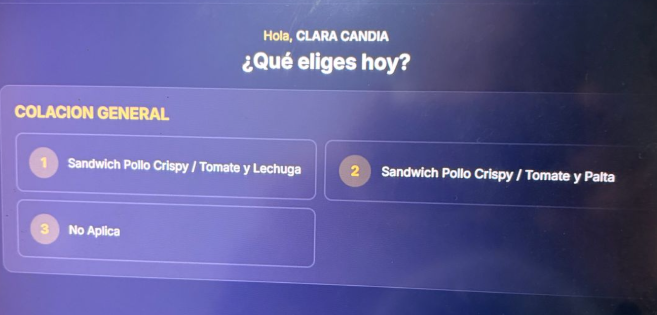 Hola, CLARA CANDIA
¿Qué eliges hoy?
COLACION GENERAL
1 Sandwich Pollo Crispy / Tomate y Lechuga
2 Sandwich Pollo Crispy / Tomate y Palta
3 No Aplica